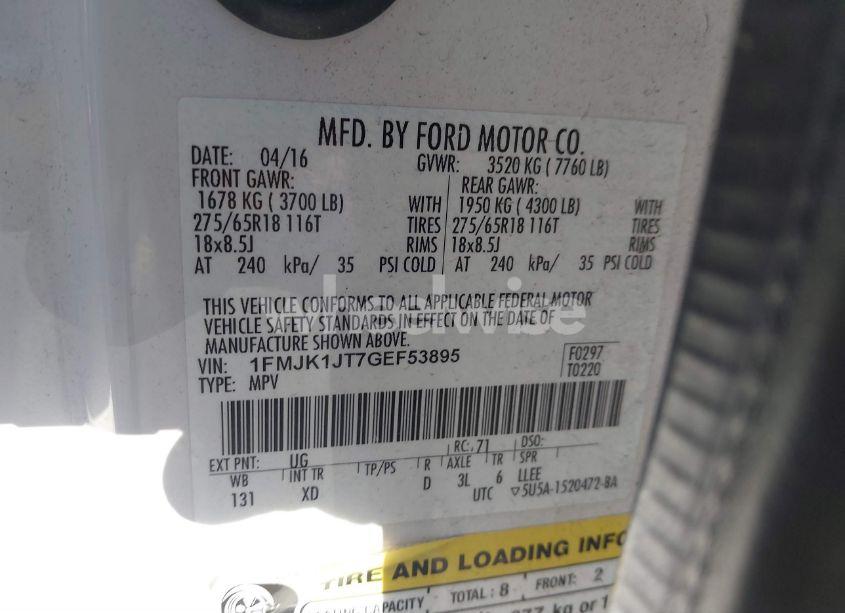 MFD. BY FORD MOTOR CO.
DATE: 04/16 GVWR: 3520 KG ( 7760 LB)
FRONT GAWR: REAR GAWR:
1678 KG ( 3700 LB) WITH 1950 KG ( 4300 LB) WITH
275/65R18 116T TIRES 275/65R18 116T TIRES
18x8.5J RIMS 18x8.5J RIMS
AT 240 kPa/ 35 PSI COLD AT 240 kPa/ 35 PSI COLD
THIS VEHICLE CONFORMS TO ALL APPLICABLE FEDERAL MOTOR
VEHICLE SAFETY STANDARDS IN EFFECT ON THE DATE OF
MANUFACTURE SHOWN ABOVE.
VIN: 1FMJK1JT7GEF53895 F0297
TYPE: MPV T0220
RC: 71 DSO:
EXT PNT: UG
WB INT TR TP/PS R AXLE TR SPR
131 XD D 3L 6 LLEE
UTC ▽5U5A-1520472-BA
TIRE AND LOADING INFO
CAPACITY TOTAL : 8 FRONT: 2
kg or